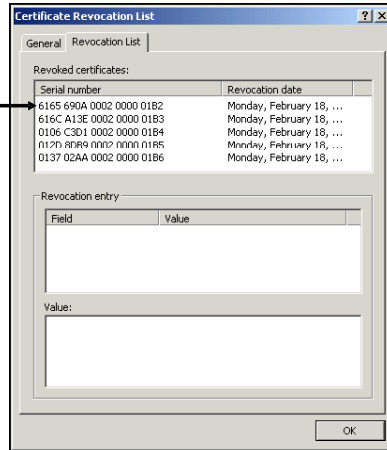 Certificate Revocation List
General Revocation List
Revoked certificates:
Serial number Revocation date
6165 690A 0002 0000 01B2 Monday, February 18, ...
616C A13E 0002 0000 01B3 Monday, February 18, ...
0106 C3D1 0002 0000 01B4 Monday, February 18, ...
012D 8DB9 0002 0000 01B5 Monday, February 18, ...
0137 02AA 0002 0000 01B6 Monday, February 18, ...
Revocation entry
Field Value
Value:
OK